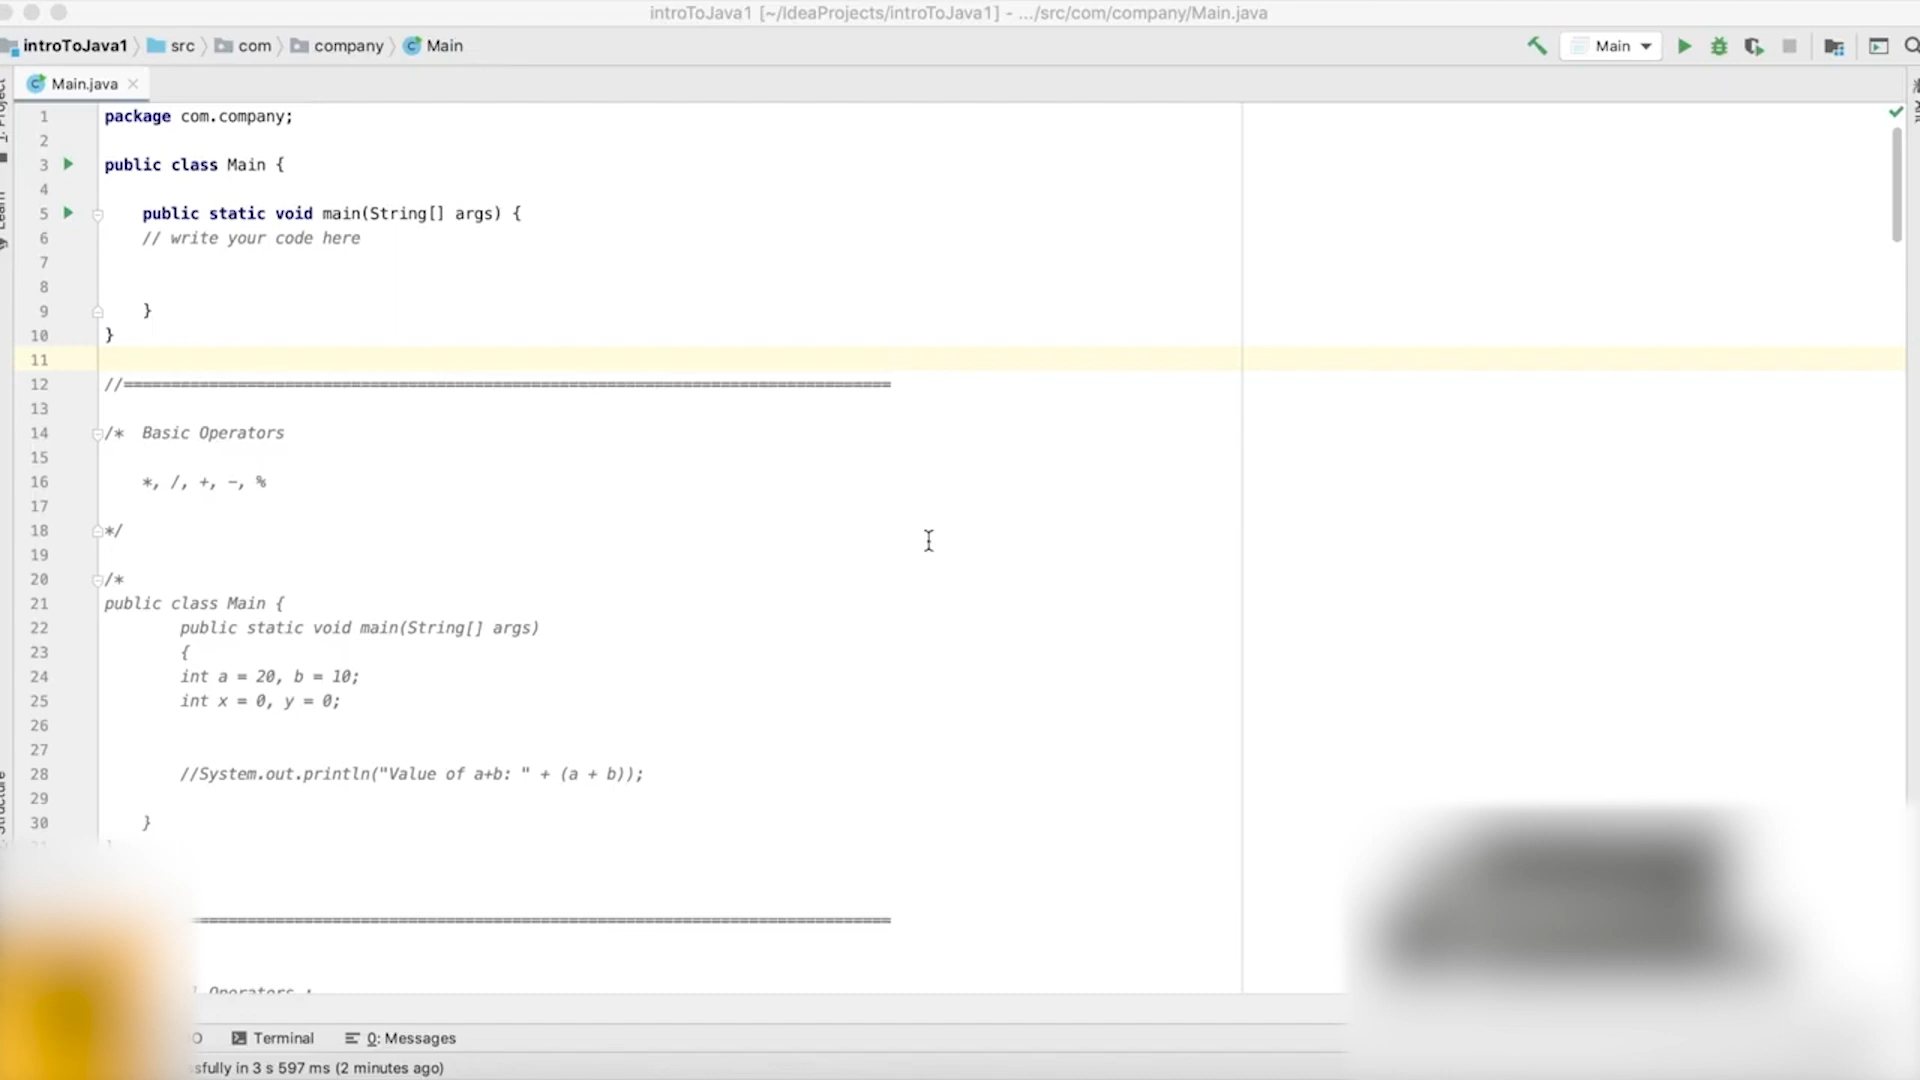 introToJava1 [~/IdeaProjects/introToJava1] - .../src/com/company/Main.java
introToJava1 src com company Main
Main
Main.java
1 package com.company;
2
3 public class Main {
4
5 public static void main(String[] args) {
6 // write your code here
7
8
9 }
10 }
11
12 //==================================================================================
13
14 /* Basic Operators
15
16 *, /, +, -, %
17
18 */
19
20 /*
21 public class Main {
22 public static void main(String[] args)
23 {
24 int a = 20, b = 10;
25 int x = 0, y = 0;
26
27
28 //System.out.println("Value of a+b: " + (a + b));
29
30 }
==========================================================================
Operators :
Terminal 0: Messages
sfully in 3 s 597 ms (2 minutes ago)
1: Project
Learn
Structure